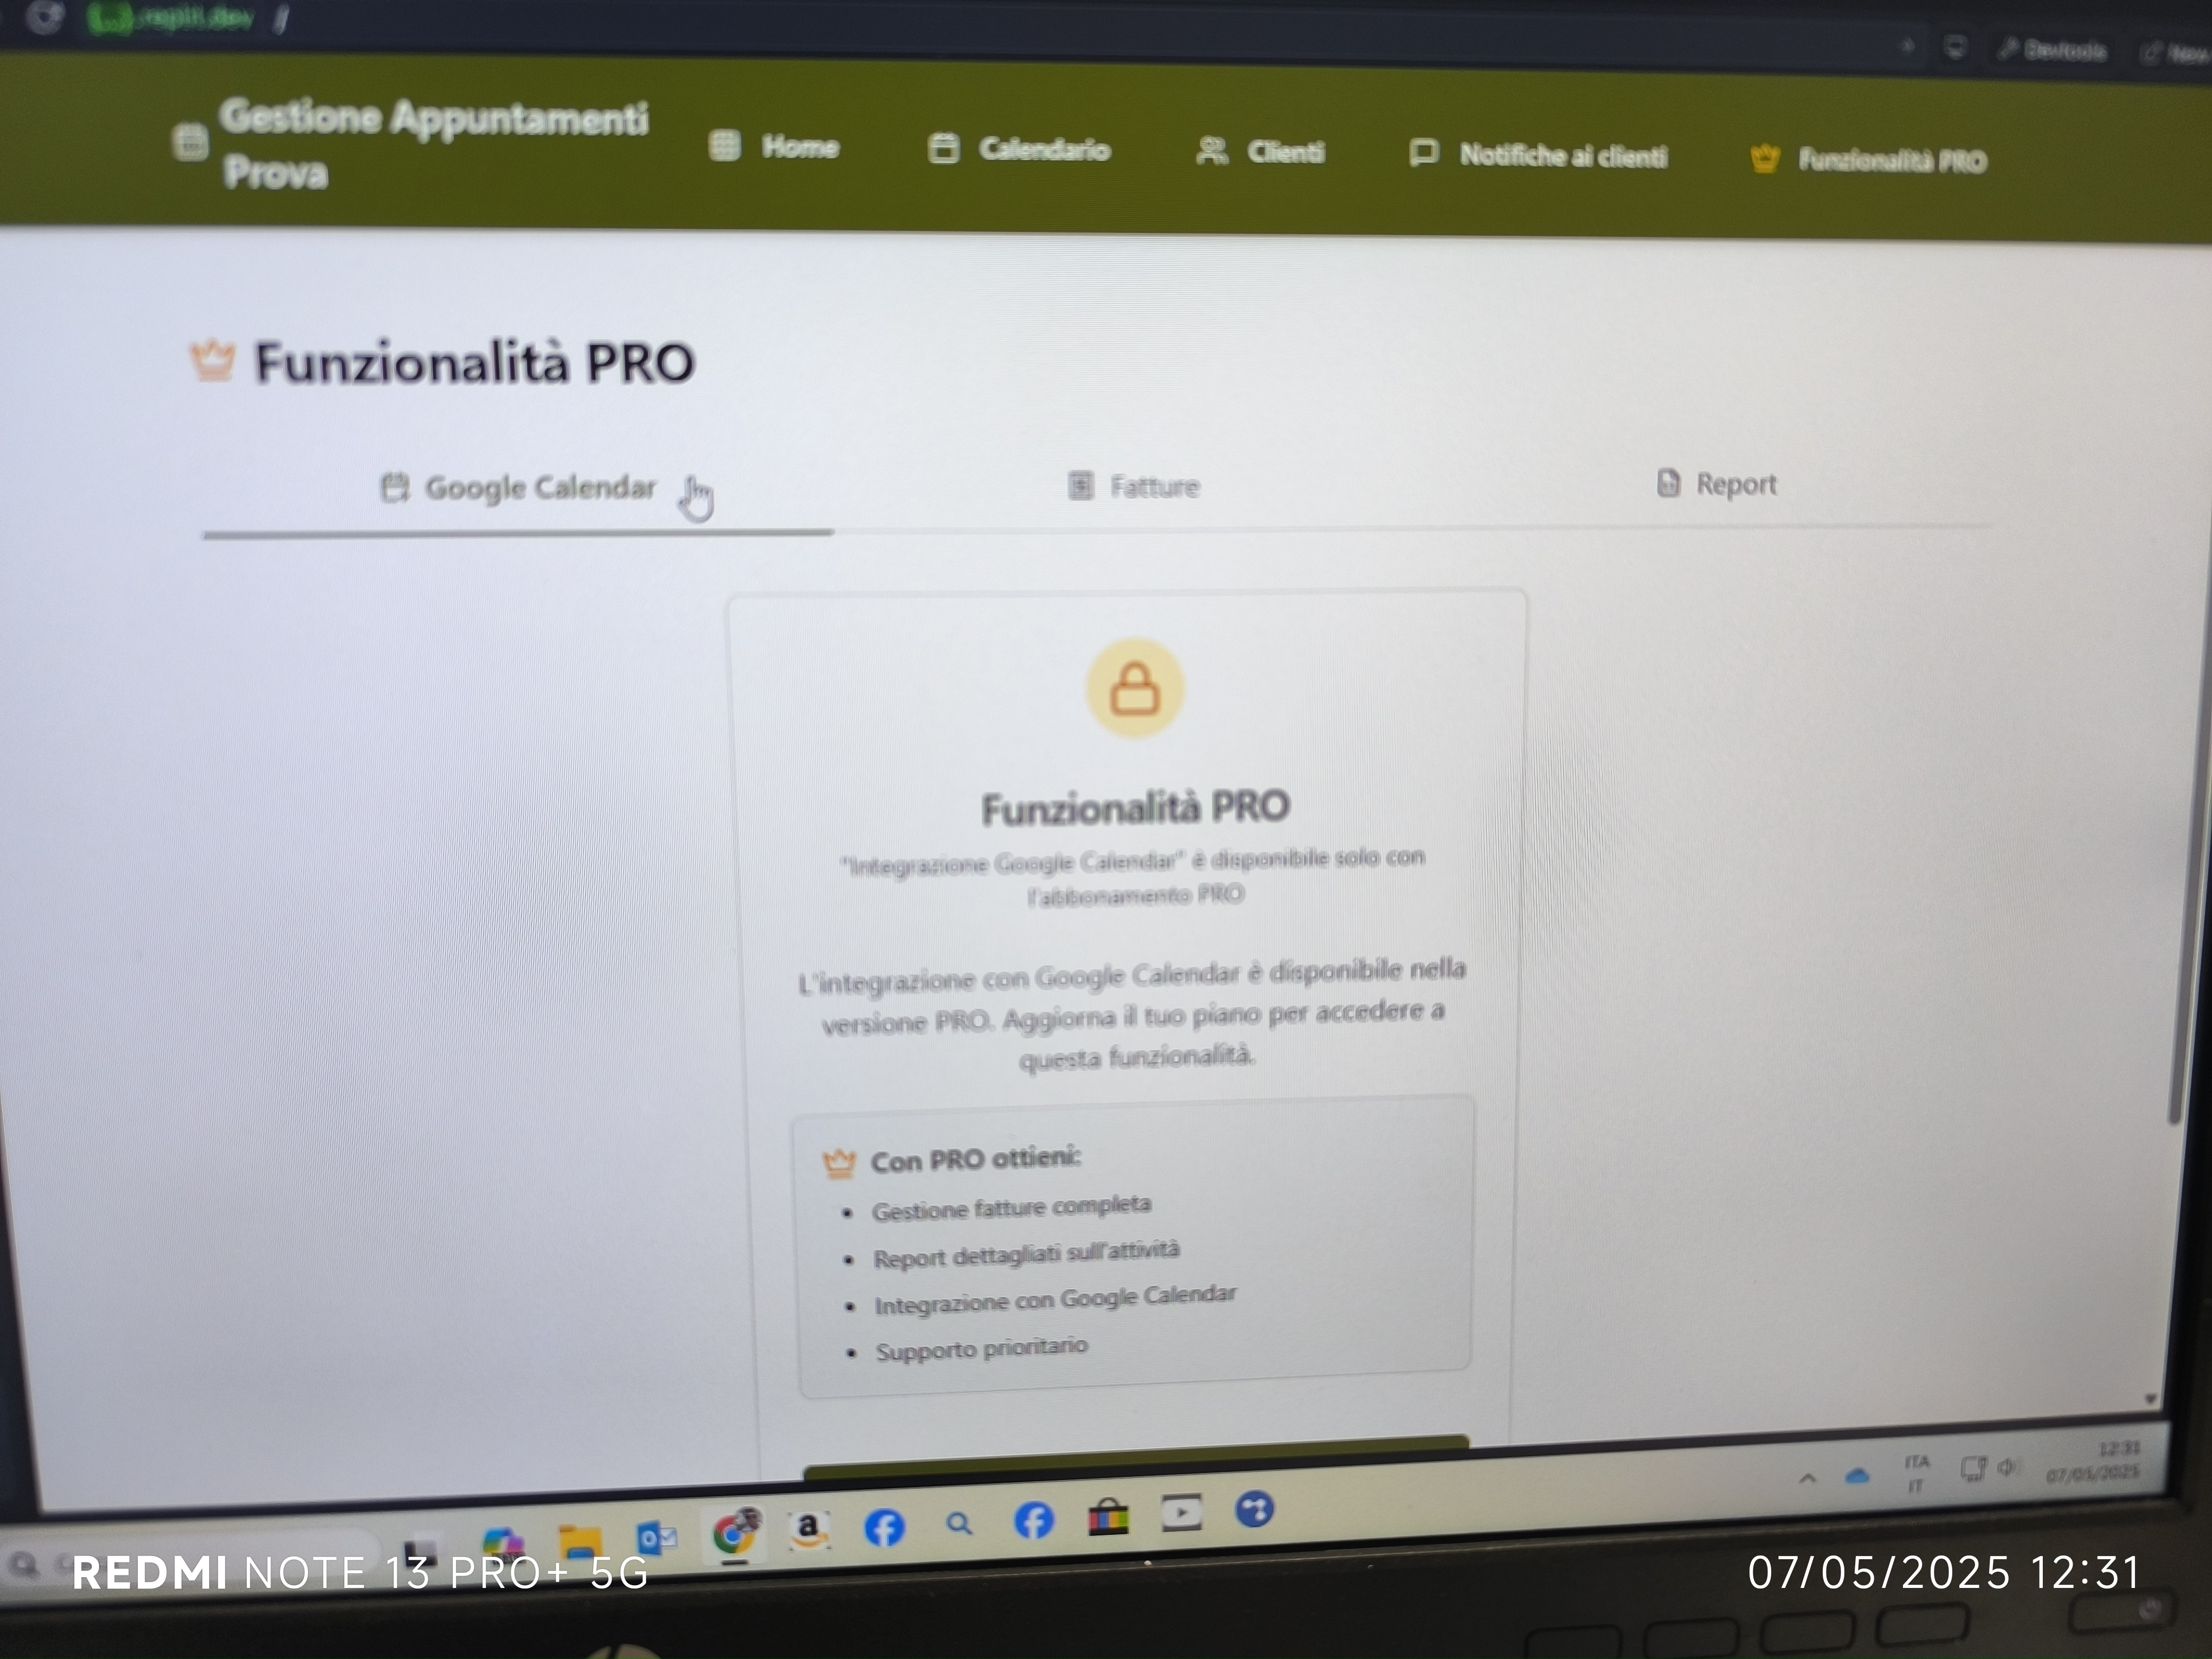 .replit.dev /
Devtools
New
Gestione Appuntamenti
Prova
Home
Calendario
Clienti
Notifiche ai clienti
Funzionalità PRO
Funzionalità PRO
Google Calendar
Fatture
Report
Funzionalità PRO
"Integrazione Google Calendar" è disponibile solo con
l'abbonamento PRO
L'integrazione con Google Calendar è disponibile nella
versione PRO. Aggiorna il tuo piano per accedere a
questa funzionalità.
Con PRO ottieni:
• Gestione fatture completa
• Report dettagliati sull'attività
• Integrazione con Google Calendar
• Supporto prioritario
ITA
IT
12:31
07/05/2025
REDMI NOTE 13 PRO+ 5G
07/05/2025 12:31